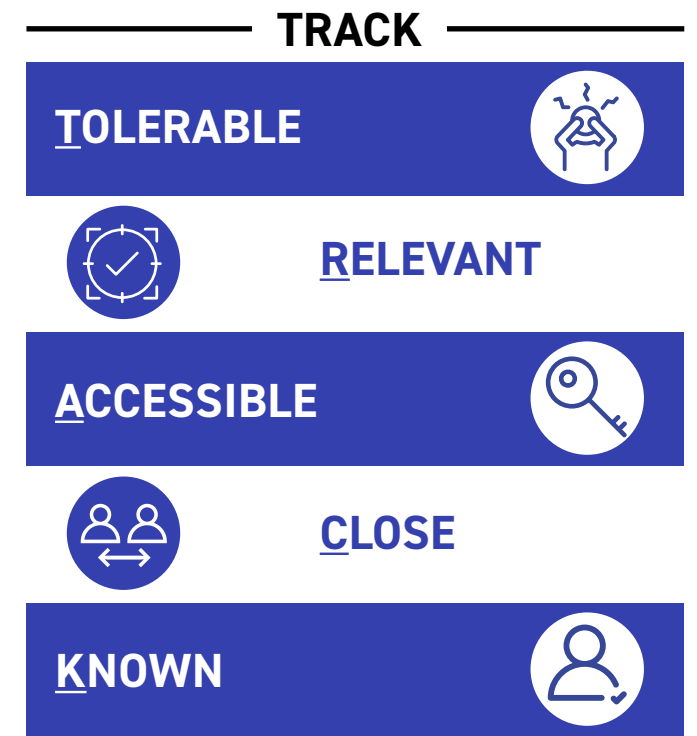 TRACK
TOLERABLE
RELEVANT
ACCESSIBLE
CLOSE
KNOWN